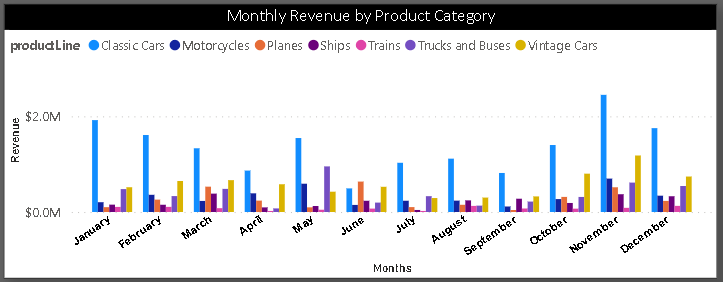 Monthly Revenue by Product Category
productLine Classic Cars Motorcycles Planes Ships Trains Trucks and Buses Vintage Cars
$2.0M
Revenue
$0.0M
January February March April May June July August September October November December
Months